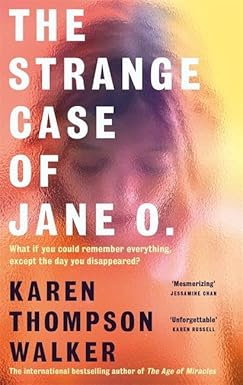 THE
STRANGE
CASE
OF
JANE O.
What if you could remember everything,
except the day you disappeared?
KAREN
THOMPSON
WALKER
'Mesmerizing'
JESSAMINE CHAN
'Unforgettable'
KAREN RUSSELL
The international bestselling author of The Age of Miracles